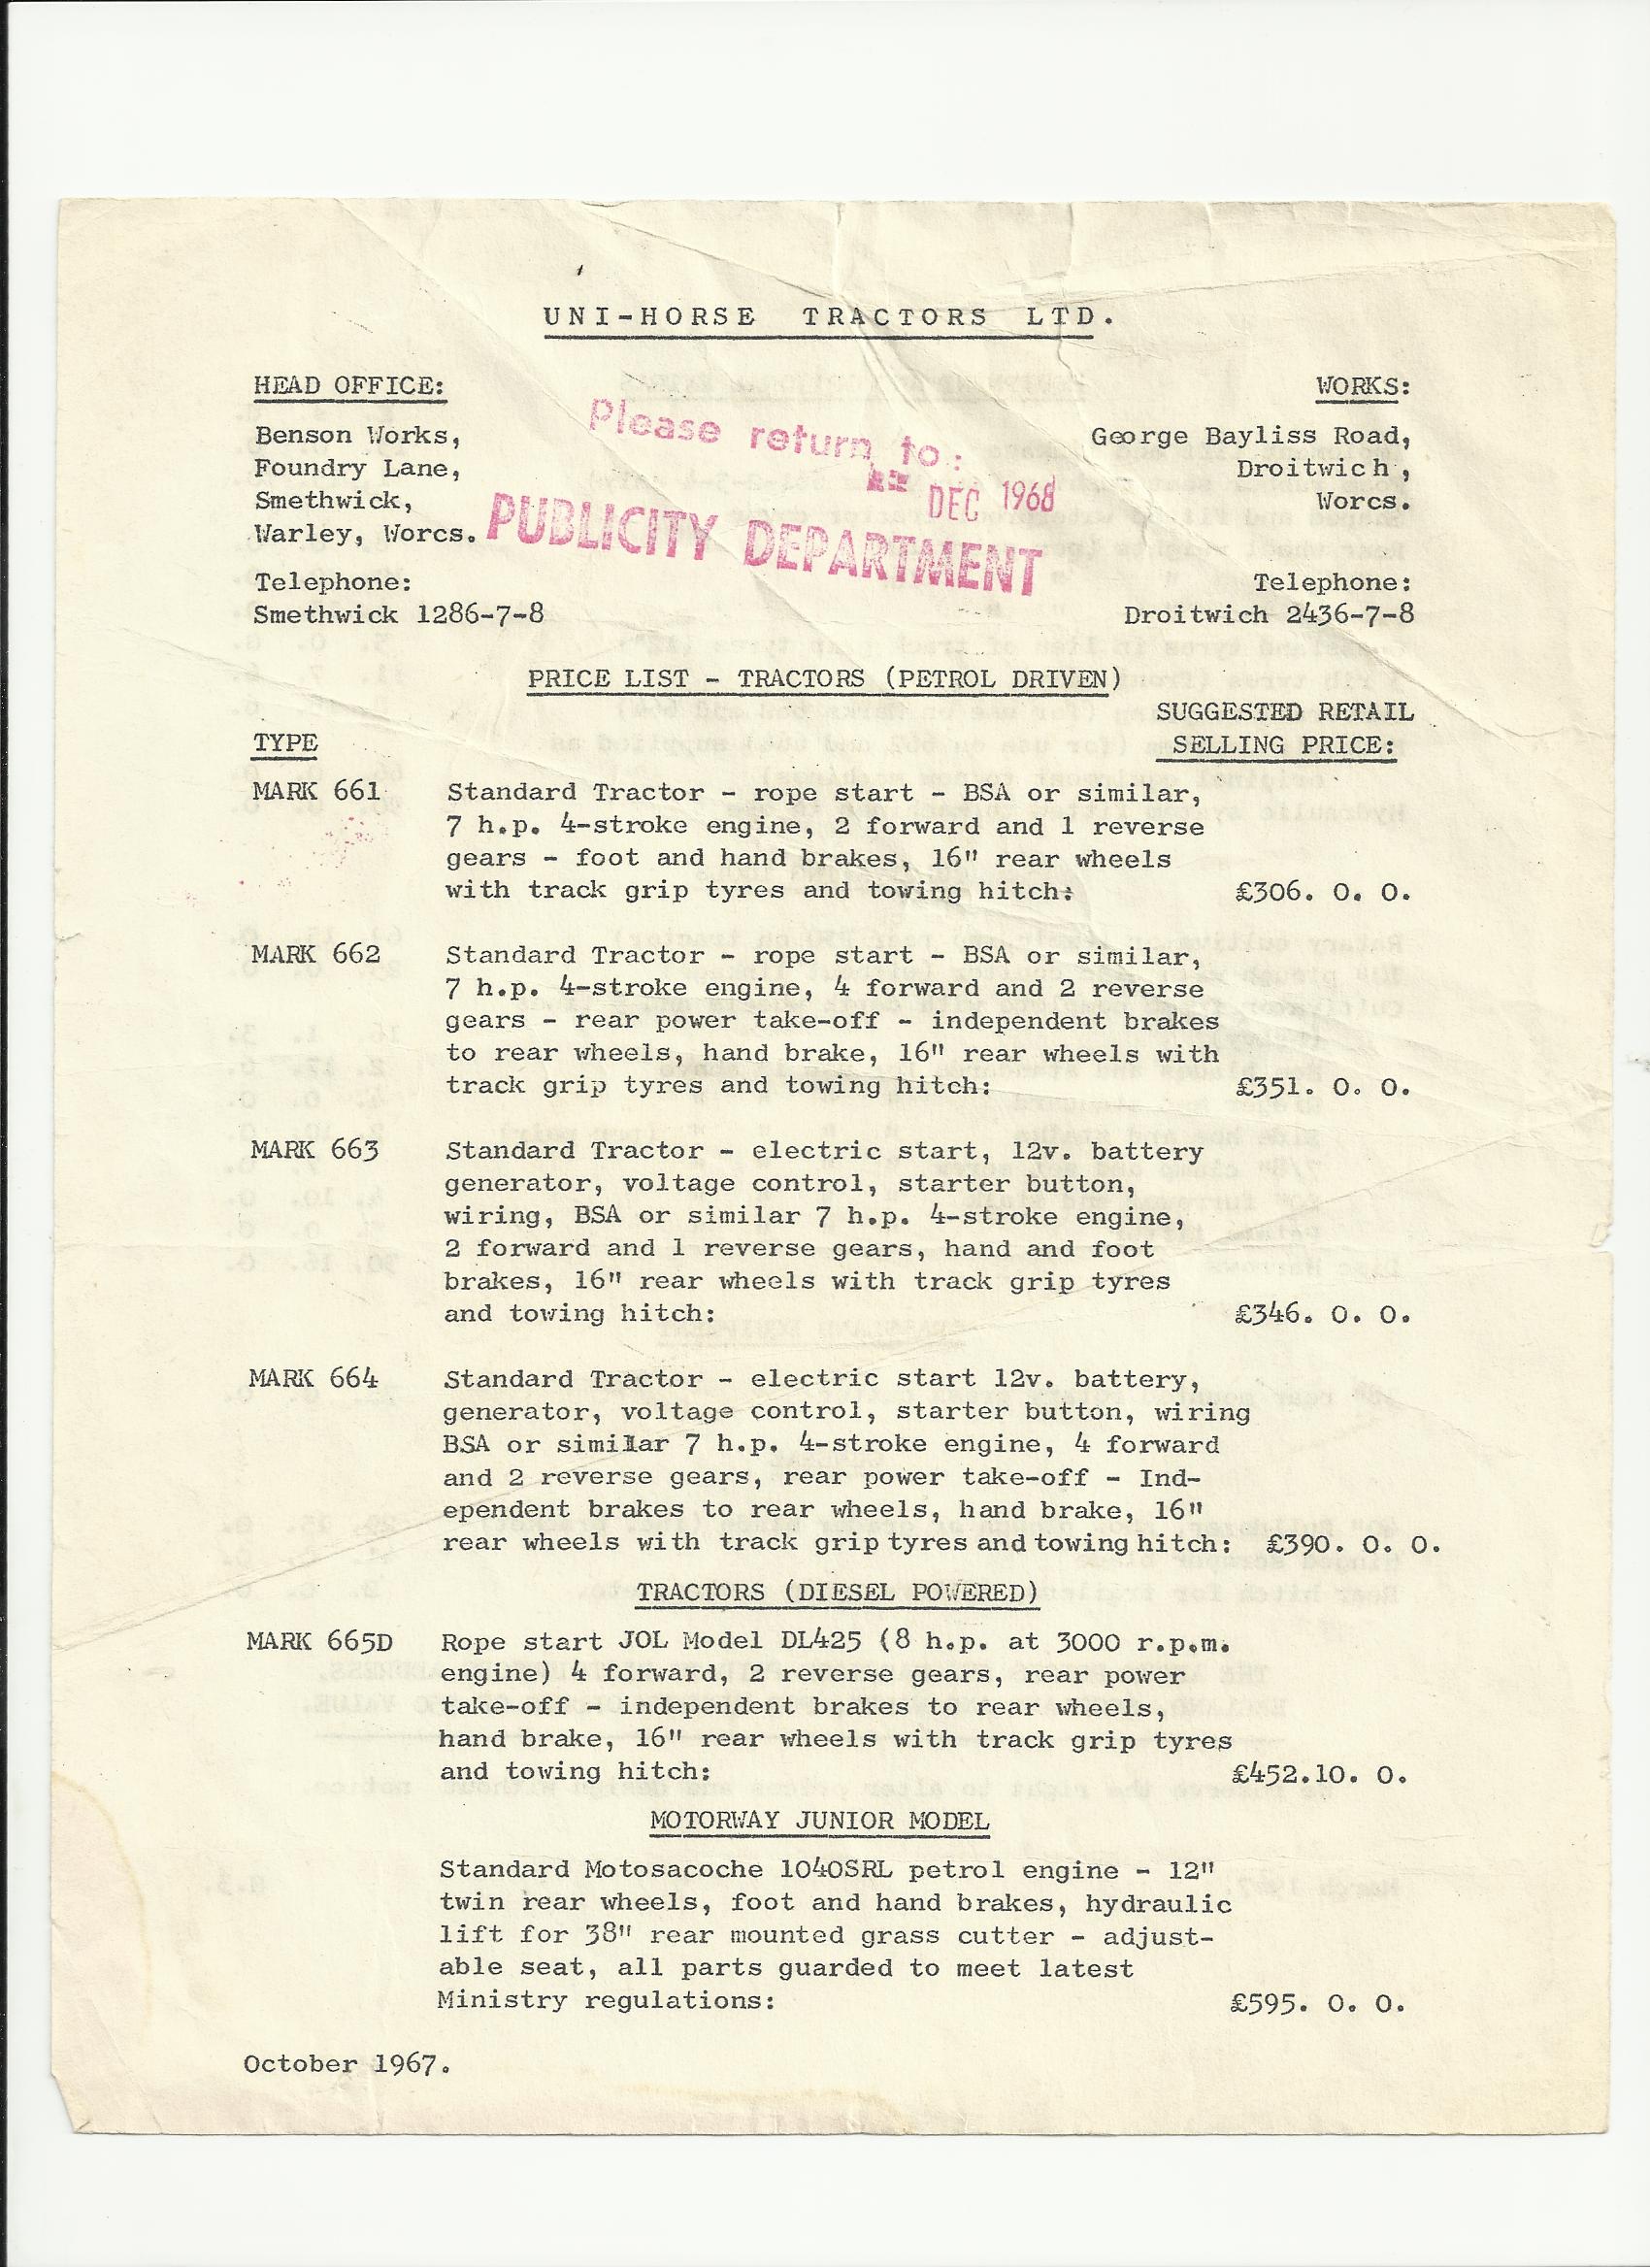 UNI-HORSE TRACTORS LTD.
HEAD OFFICE:
Benson Works,
Foundry Lane,
Smethwick,
Warley, Worcs.
Telephone:
Smethwick 1286-7-8
WORKS:
George Bayliss Road,
Droitwich,
Worcs.
Telephone:
Droitwich 2436-7-8
Please return to:
DEC 1968
PUBLICITY DEPARTMENT
PRICE LIST - TRACTORS (PETROL DRIVEN)
SUGGESTED RETAIL
TYPE SELLING PRICE:
MARK 661 Standard Tractor - rope start - BSA or similar,
7 h.p. 4-stroke engine, 2 forward and 1 reverse
gears - foot and hand brakes, 16" rear wheels
with track grip tyres and towing hitch: £306. 0. 0.
MARK 662 Standard Tractor - rope start - BSA or similar,
7 h.p. 4-stroke engine, 4 forward and 2 reverse
gears - rear power take-off - independent brakes
to rear wheels, hand brake, 16" rear wheels with
track grip tyres and towing hitch: £351. 0. 0.
MARK 663 Standard Tractor - electric start, 12v. battery
generator, voltage control, starter button,
wiring, BSA or similar 7 h.p. 4-stroke engine,
2 forward and 1 reverse gears, hand and foot
brakes, 16" rear wheels with track grip tyres
and towing hitch: £346. 0. 0.
MARK 664 Standard Tractor - electric start 12v. battery,
generator, voltage control, starter button, wiring
BSA or similar 7 h.p. 4-stroke engine, 4 forward
and 2 reverse gears, rear power take-off - Ind-
ependent brakes to rear wheels, hand brake, 16"
rear wheels with track grip tyres and towing hitch: £390. 0. 0.
TRACTORS (DIESEL POWERED)
MARK 665D Rope start JOL Model DL425 (8 h.p. at 3000 r.p.m.
engine) 4 forward, 2 reverse gears, rear power
take-off - independent brakes to rear wheels,
hand brake, 16" rear wheels with track grip tyres
and towing hitch: £452.10. 0.
MOTORWAY JUNIOR MODEL
Standard Motosacoche 1040SRL petrol engine - 12"
twin rear wheels, foot and hand brakes, hydraulic
lift for 38" rear mounted grass cutter - adjust-
able seat, all parts guarded to meet latest
Ministry regulations: £595. 0. 0.
October 1967.